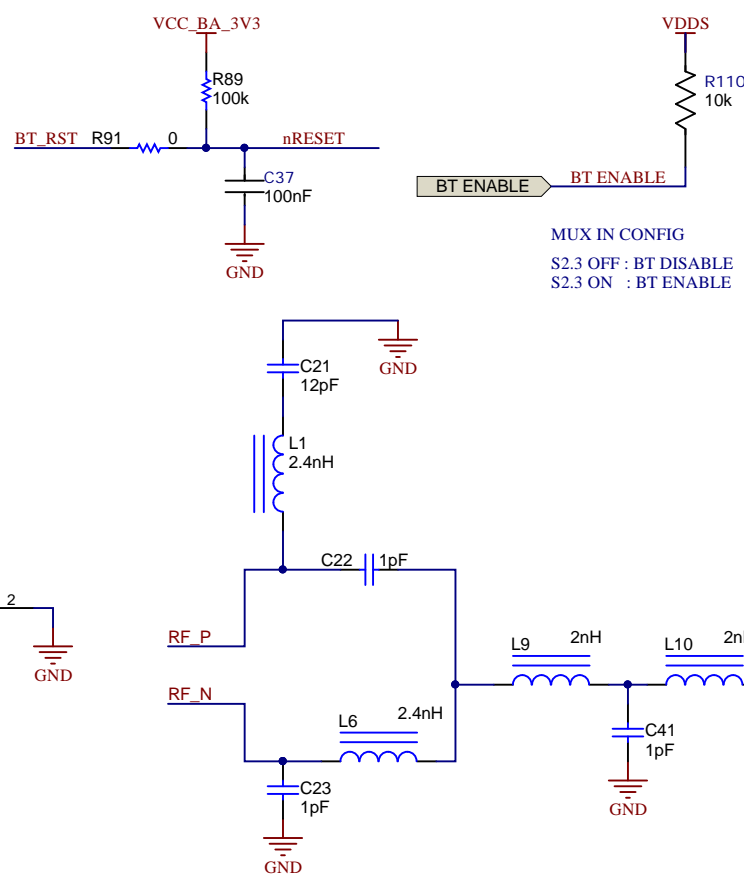 VCC_BA_3V3
VDDS
R89
100k
R110
10k
BT_RST R91 0 nRESET
C37
100nF
BT ENABLE BT ENABLE
GND
MUX IN CONFIG
S2.3 OFF : BT DISABLE
S2.3 ON : BT ENABLE
C21
12pF
GND
L1
2.4nH
C22 1pF
2
RF_P
GND
L9 2nH L10
RF_N
L6 2.4nH
C41
1pF
C23
1pF
GND
GND